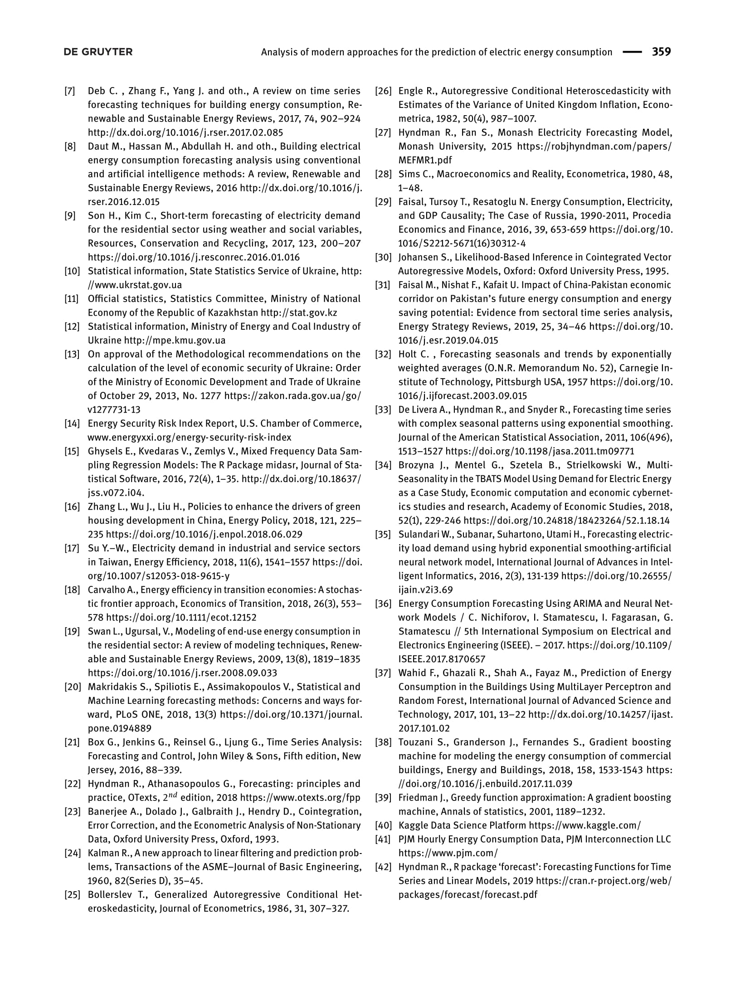 DE GRUYTER
Analysis of modern approaches for the prediction of electric energy consumption — 359
[7] Deb C. , Zhang F., Yang J. and oth., A review on time series
forecasting techniques for building energy consumption, Re-
newable and Sustainable Energy Reviews, 2017, 74, 902–924
http://dx.doi.org/10.1016/j.rser.2017.02.085
[8] Daut M., Hassan M., Abdullah H. and oth., Building electrical
energy consumption forecasting analysis using conventional
and artificial intelligence methods: A review, Renewable and
Sustainable Energy Reviews, 2016 http://dx.doi.org/10.1016/j.
rser.2016.12.015
[9] Son H., Kim C., Short-term forecasting of electricity demand
for the residential sector using weather and social variables,
Resources, Conservation and Recycling, 2017, 123, 200–207
https://doi.org/10.1016/j.resconrec.2016.01.016
[10] Statistical information, State Statistics Service of Ukraine, http:
//www.ukrstat.gov.ua
[11] Official statistics, Statistics Committee, Ministry of National
Economy of the Republic of Kazakhstan http://stat.gov.kz
[12] Statistical information, Ministry of Energy and Coal Industry of
Ukraine http://mpe.kmu.gov.ua
[13] On approval of the Methodological recommendations on the
calculation of the level of economic security of Ukraine: Order
of the Ministry of Economic Development and Trade of Ukraine
of October 29, 2013, No. 1277 https://zakon.rada.gov.ua/go/
v1277731-13
[14] Energy Security Risk Index Report, U.S. Chamber of Commerce,
www.energyxxi.org/energy-security-risk-index
[15] Ghysels E., Kvedaras V., Zemlys V., Mixed Frequency Data Sam-
pling Regression Models: The R Package midasr, Journal of Sta-
tistical Software, 2016, 72(4), 1–35. http://dx.doi.org/10.18637/
jss.v072.i04.
[16] Zhang L., Wu J., Liu H., Policies to enhance the drivers of green
housing development in China, Energy Policy, 2018, 121, 225–
235 https://doi.org/10.1016/j.enpol.2018.06.029
[17] Su Y.–W., Electricity demand in industrial and service sectors
in Taiwan, Energy Efficiency, 2018, 11(6), 1541–1557 https://doi.
org/10.1007/s12053-018-9615-y
[18] Carvalho A., Energy efficiency in transition economies: A stochas-
tic frontier approach, Economics of Transition, 2018, 26(3), 553–
578 https://doi.org/10.1111/ecot.12152
[19] Swan L., Ugursal, V., Modeling of end-use energy consumption in
the residential sector: A review of modeling techniques, Renew-
able and Sustainable Energy Reviews, 2009, 13(8), 1819–1835
https://doi.org/10.1016/j.rser.2008.09.033
[20] Makridakis S., Spiliotis E., Assimakopoulos V., Statistical and
Machine Learning forecasting methods: Concerns and ways for-
ward, PLoS ONE, 2018, 13(3) https://doi.org/10.1371/journal.
pone.0194889
[21] Box G., Jenkins G., Reinsel G., Ljung G., Time Series Analysis:
Forecasting and Control, John Wiley & Sons, Fifth edition, New
Jersey, 2016, 88–339.
[22] Hyndman R., Athanasopoulos G., Forecasting: principles and
practice, OTexts, 2nd edition, 2018 https://www.otexts.org/fpp
[23] Banerjee A., Dolado J., Galbraith J., Hendry D., Cointegration,
Error Correction, and the Econometric Analysis of Non-Stationary
Data, Oxford University Press, Oxford, 1993.
[24] Kalman R., A new approach to linear filtering and prediction prob-
lems, Transactions of the ASME–Journal of Basic Engineering,
1960, 82(Series D), 35–45.
[25] Bollerslev T., Generalized Autoregressive Conditional Het-
eroskedasticity, Journal of Econometrics, 1986, 31, 307–327.
[26] Engle R., Autoregressive Conditional Heteroscedasticity with
Estimates of the Variance of United Kingdom Inflation, Econo-
metrica, 1982, 50(4), 987–1007.
[27] Hyndman R., Fan S., Monash Electricity Forecasting Model,
Monash University, 2015 https://robjhyndman.com/papers/
MEFMR1.pdf
[28] Sims C., Macroeconomics and Reality, Econometrica, 1980, 48,
1–48.
[29] Faisal, Tursoy T., Resatoglu N. Energy Consumption, Electricity,
and GDP Causality; The Case of Russia, 1990-2011, Procedia
Economics and Finance, 2016, 39, 653-659 https://doi.org/10.
1016/S2212-5671(16)30312-4
[30] Johansen S., Likelihood-Based Inference in Cointegrated Vector
Autoregressive Models, Oxford: Oxford University Press, 1995.
[31] Faisal M., Nishat F., Kafait U. Impact of China-Pakistan economic
corridor on Pakistan’s future energy consumption and energy
saving potential: Evidence from sectoral time series analysis,
Energy Strategy Reviews, 2019, 25, 34–46 https://doi.org/10.
1016/j.esr.2019.04.015
[32] Holt C. , Forecasting seasonals and trends by exponentially
weighted averages (O.N.R. Memorandum No. 52), Carnegie In-
stitute of Technology, Pittsburgh USA, 1957 https://doi.org/10.
1016/j.ijforecast.2003.09.015
[33] De Livera A., Hyndman R., and Snyder R., Forecasting time series
with complex seasonal patterns using exponential smoothing.
Journal of the American Statistical Association, 2011, 106(496),
1513–1527 https://doi.org/10.1198/jasa.2011.tm09771
[34] Brozyna J., Mentel G., Szetela B., Strielkowski W., Multi-
Seasonality in the TBATS Model Using Demand for Electric Energy
as a Case Study, Economic computation and economic cybernet-
ics studies and research, Academy of Economic Studies, 2018,
52(1), 229-246 https://doi.org/10.24818/18423264/52.1.18.14
[35] Sulandari W., Subanar, Suhartono, Utami H., Forecasting electric-
ity load demand using hybrid exponential smoothing-artificial
neural network model, International Journal of Advances in Intel-
ligent Informatics, 2016, 2(3), 131-139 https://doi.org/10.26555/
ijain.v2i3.69
[36] Energy Consumption Forecasting Using ARIMA and Neural Net-
work Models / C. Nichiforov, I. Stamatescu, I. Fagarasan, G.
Stamatescu // 5th International Symposium on Electrical and
Electronics Engineering (ISEEE). – 2017. https://doi.org/10.1109/
ISEEE.2017.8170657
[37] Wahid F., Ghazali R., Shah A., Fayaz M., Prediction of Energy
Consumption in the Buildings Using MultiLayer Perceptron and
Random Forest, International Journal of Advanced Science and
Technology, 2017, 101, 13–22 http://dx.doi.org/10.14257/ijast.
2017.101.02
[38] Touzani S., Granderson J., Fernandes S., Gradient boosting
machine for modeling the energy consumption of commercial
buildings, Energy and Buildings, 2018, 158, 1533-1543 https:
//doi.org/10.1016/j.enbuild.2017.11.039
[39] Friedman J., Greedy function approximation: A gradient boosting
machine, Annals of statistics, 2001, 1189–1232.
[40] Kaggle Data Science Platform https://www.kaggle.com/
[41] PJM Hourly Energy Consumption Data, PJM Interconnection LLC
https://www.pjm.com/
[42] Hyndman R., R package ‘forecast’: Forecasting Functions for Time
Series and Linear Models, 2019 https://cran.r-project.org/web/
packages/forecast/forecast.pdf